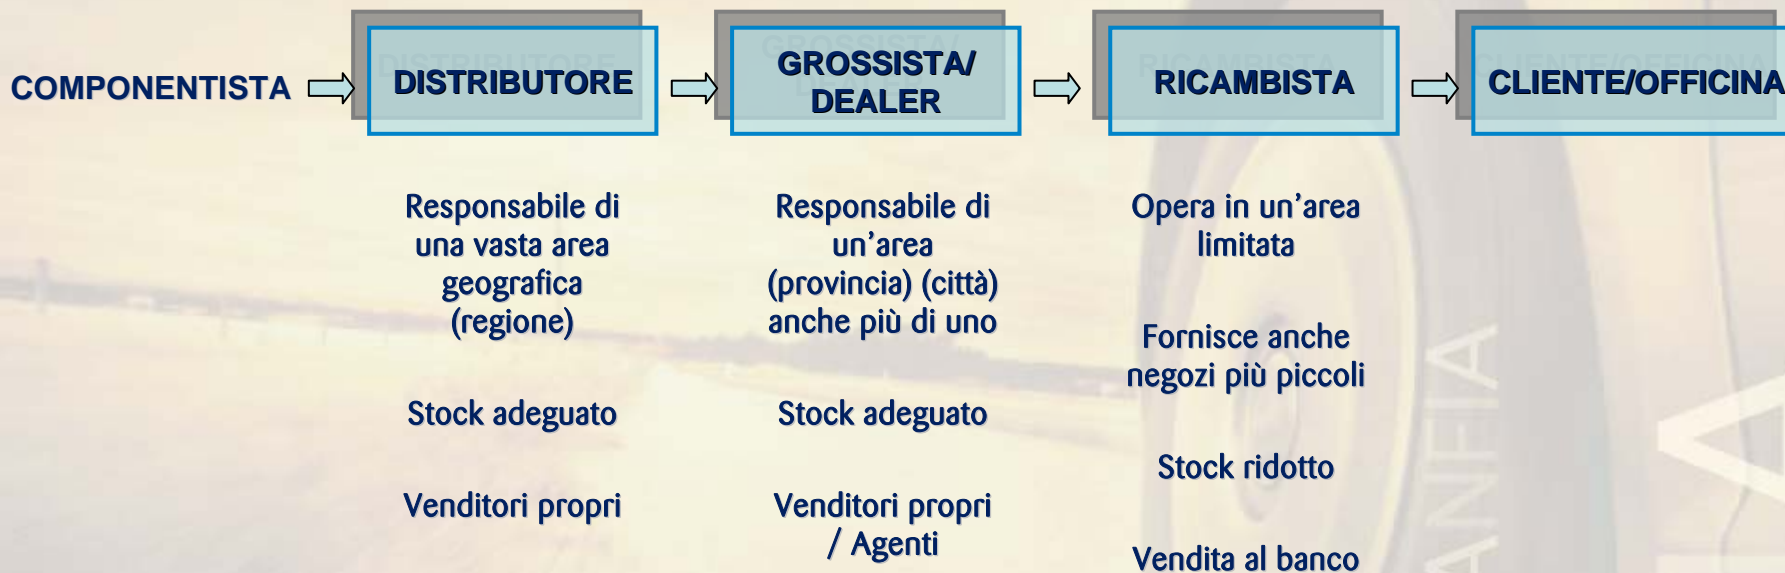 COMPONENTISTA
DISTRIBUTORE
GROSSISTA/
DEALER
RICAMBISTA
CLIENTE/OFFICINA
Responsabile di
una vasta area
geografica
(regione)
Stock adeguato
Venditori propri
Responsabile di
un’area
(provincia) (città)
anche più di uno
Stock adeguato
Venditori propri
/ Agenti
Opera in un’area
limitata
Fornisce anche
negozi più piccoli
Stock ridotto
Vendita al banco
ANFIA